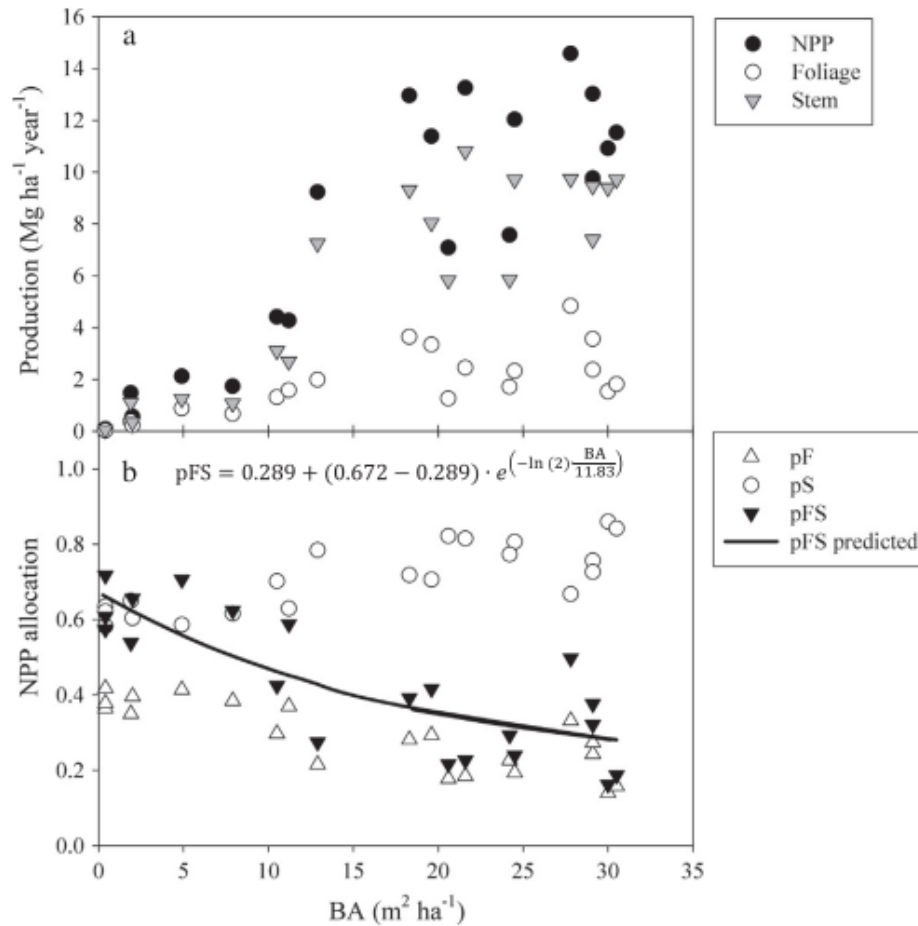 a
16
14
12
10
8
6
4
2
0
Production (Mg ha⁻¹ year⁻¹)
NPP
Foliage
Stem
b
pFS = 0.289 + (0.672 − 0.289) · e^(−ln (2) BA/11.83)
1.0
0.8
0.6
0.4
0.2
0.0
NPP allocation
pF
pS
pFS
pFS predicted
0 5 10 15 20 25 30 35
BA (m² ha⁻¹)